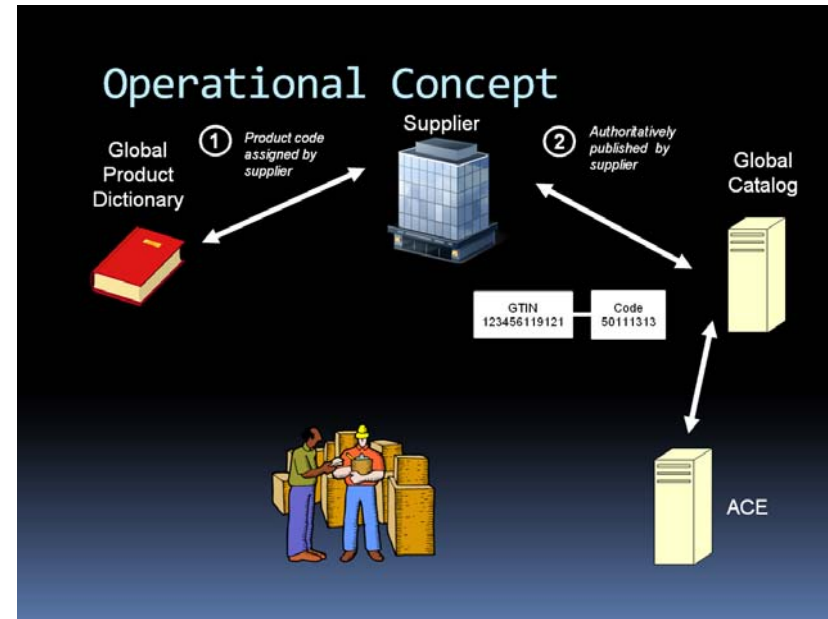 Operational Concept
Global
Product
Dictionary
1
Product code
assigned by
supplier
Supplier
2
Authoritatively
published by
supplier
Global
Catalog
GTIN
123456119121
Code
50111313
ACE